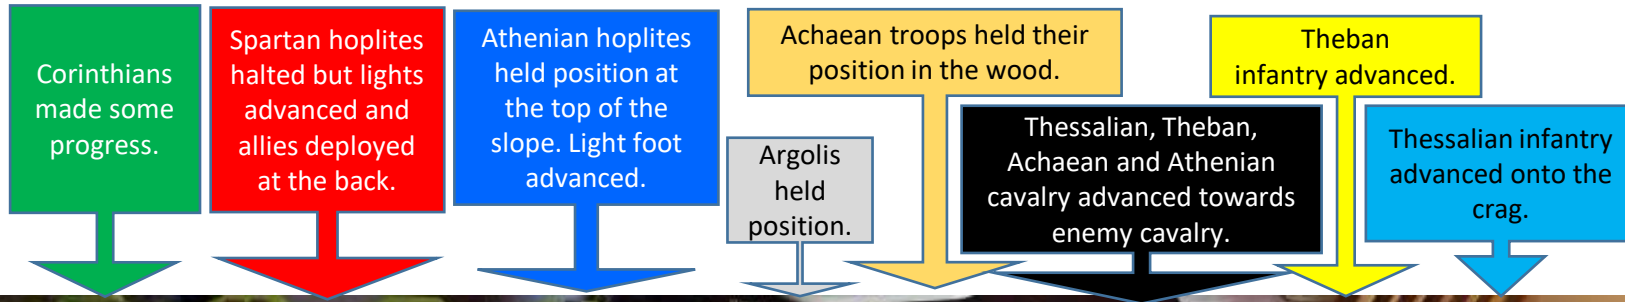 Corinthians
made some
progress.
Spartan hoplites
halted but lights
advanced and
allies deployed
at the back.
Athenian hoplites
held position at
the top of the
slope. Light foot
advanced.
Argolis
held
position.
Achaean troops held their
position in the wood.
Thessalian, Theban,
Achaean and Athenian
cavalry advanced towards
enemy cavalry.
Theban
infantry advanced.
Thessalian infantry
advanced onto the
crag.